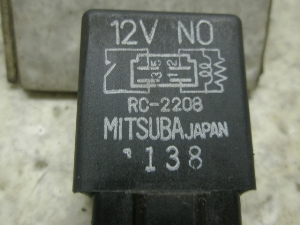 12V NO
RC-2208
MITSUBA JAPAN
138